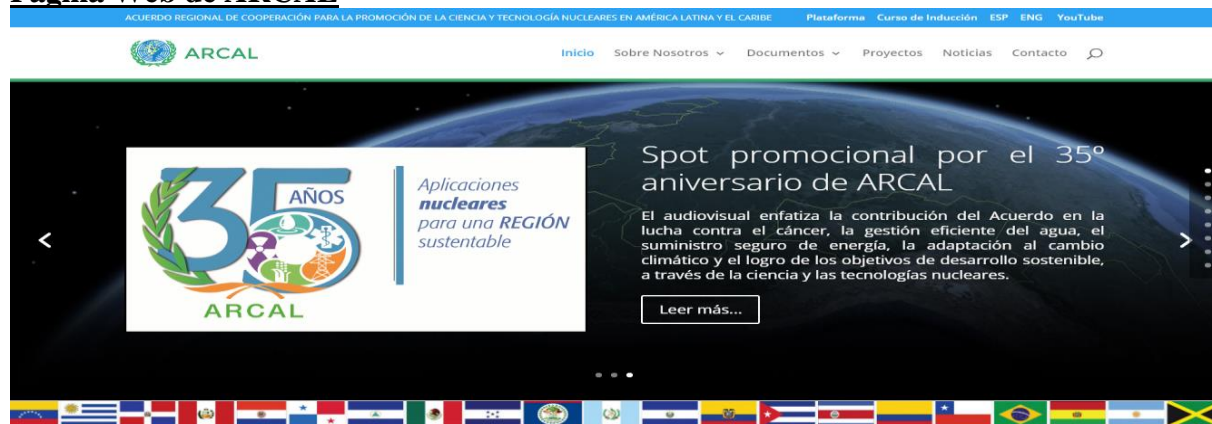 Página Web de ARCAL
ACUERDO REGIONAL DE COOPERACIÓN PARA LA PROMOCIÓN DE LA CIENCIA Y TECNOLOGÍA NUCLEARES EN AMÉRICA LATINA Y EL CARIBE Plataforma Curso de Inducción ESP ENG YouTube
ARCAL Inicio Sobre Nosotros Documentos Proyectos Noticias Contacto
35 AÑOS
ARCAL
Aplicaciones
nucleares
para una REGIÓN
sustentable
Spot promocional por el 35º
aniversario de ARCAL
El audiovisual enfatiza la contribución del Acuerdo en la
lucha contra el cáncer, la gestión eficiente del agua, el
suministro seguro de energía, la adaptación al cambio
climático y el logro de los objetivos de desarrollo sostenible,
a través de la ciencia y las tecnologías nucleares.
Leer más...